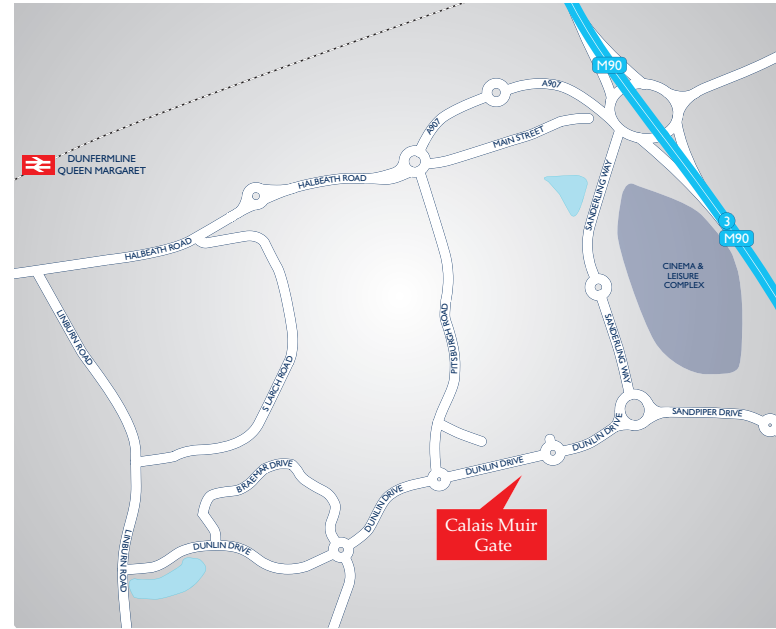 M90
A907
A907
MAIN STREET
DUNFERMLINE
QUEEN MARGARET
HALBEATH ROAD
SANDERLING WAY
3
M90
HALBEATH ROAD
CINEMA &
LEISURE
COMPLEX
LINBURN ROAD
PITSBURGH ROAD
SANDERLING WAY
S LARCH ROAD
SANDPIPER DRIVE
DUNLIN DRIVE
DUNLIN DRIVE
BRAEMAR DRIVE
DUNLIN DRIVE
Calais Muir
Gate
DUNLIN DRIVE
LINBURN ROAD